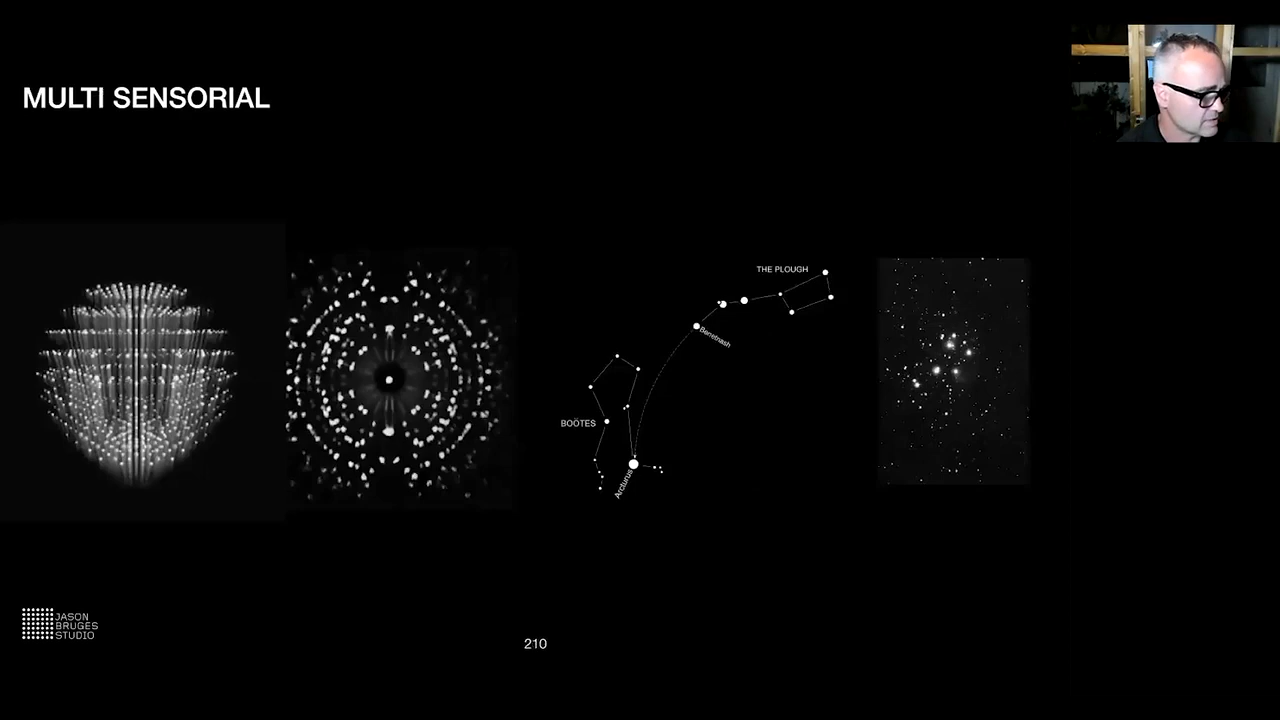 MULTI SENSORIAL
THE PLOUGH
Benetnash
BOÖTES
Arcturus
JASON
BRUGES
STUDIO
210